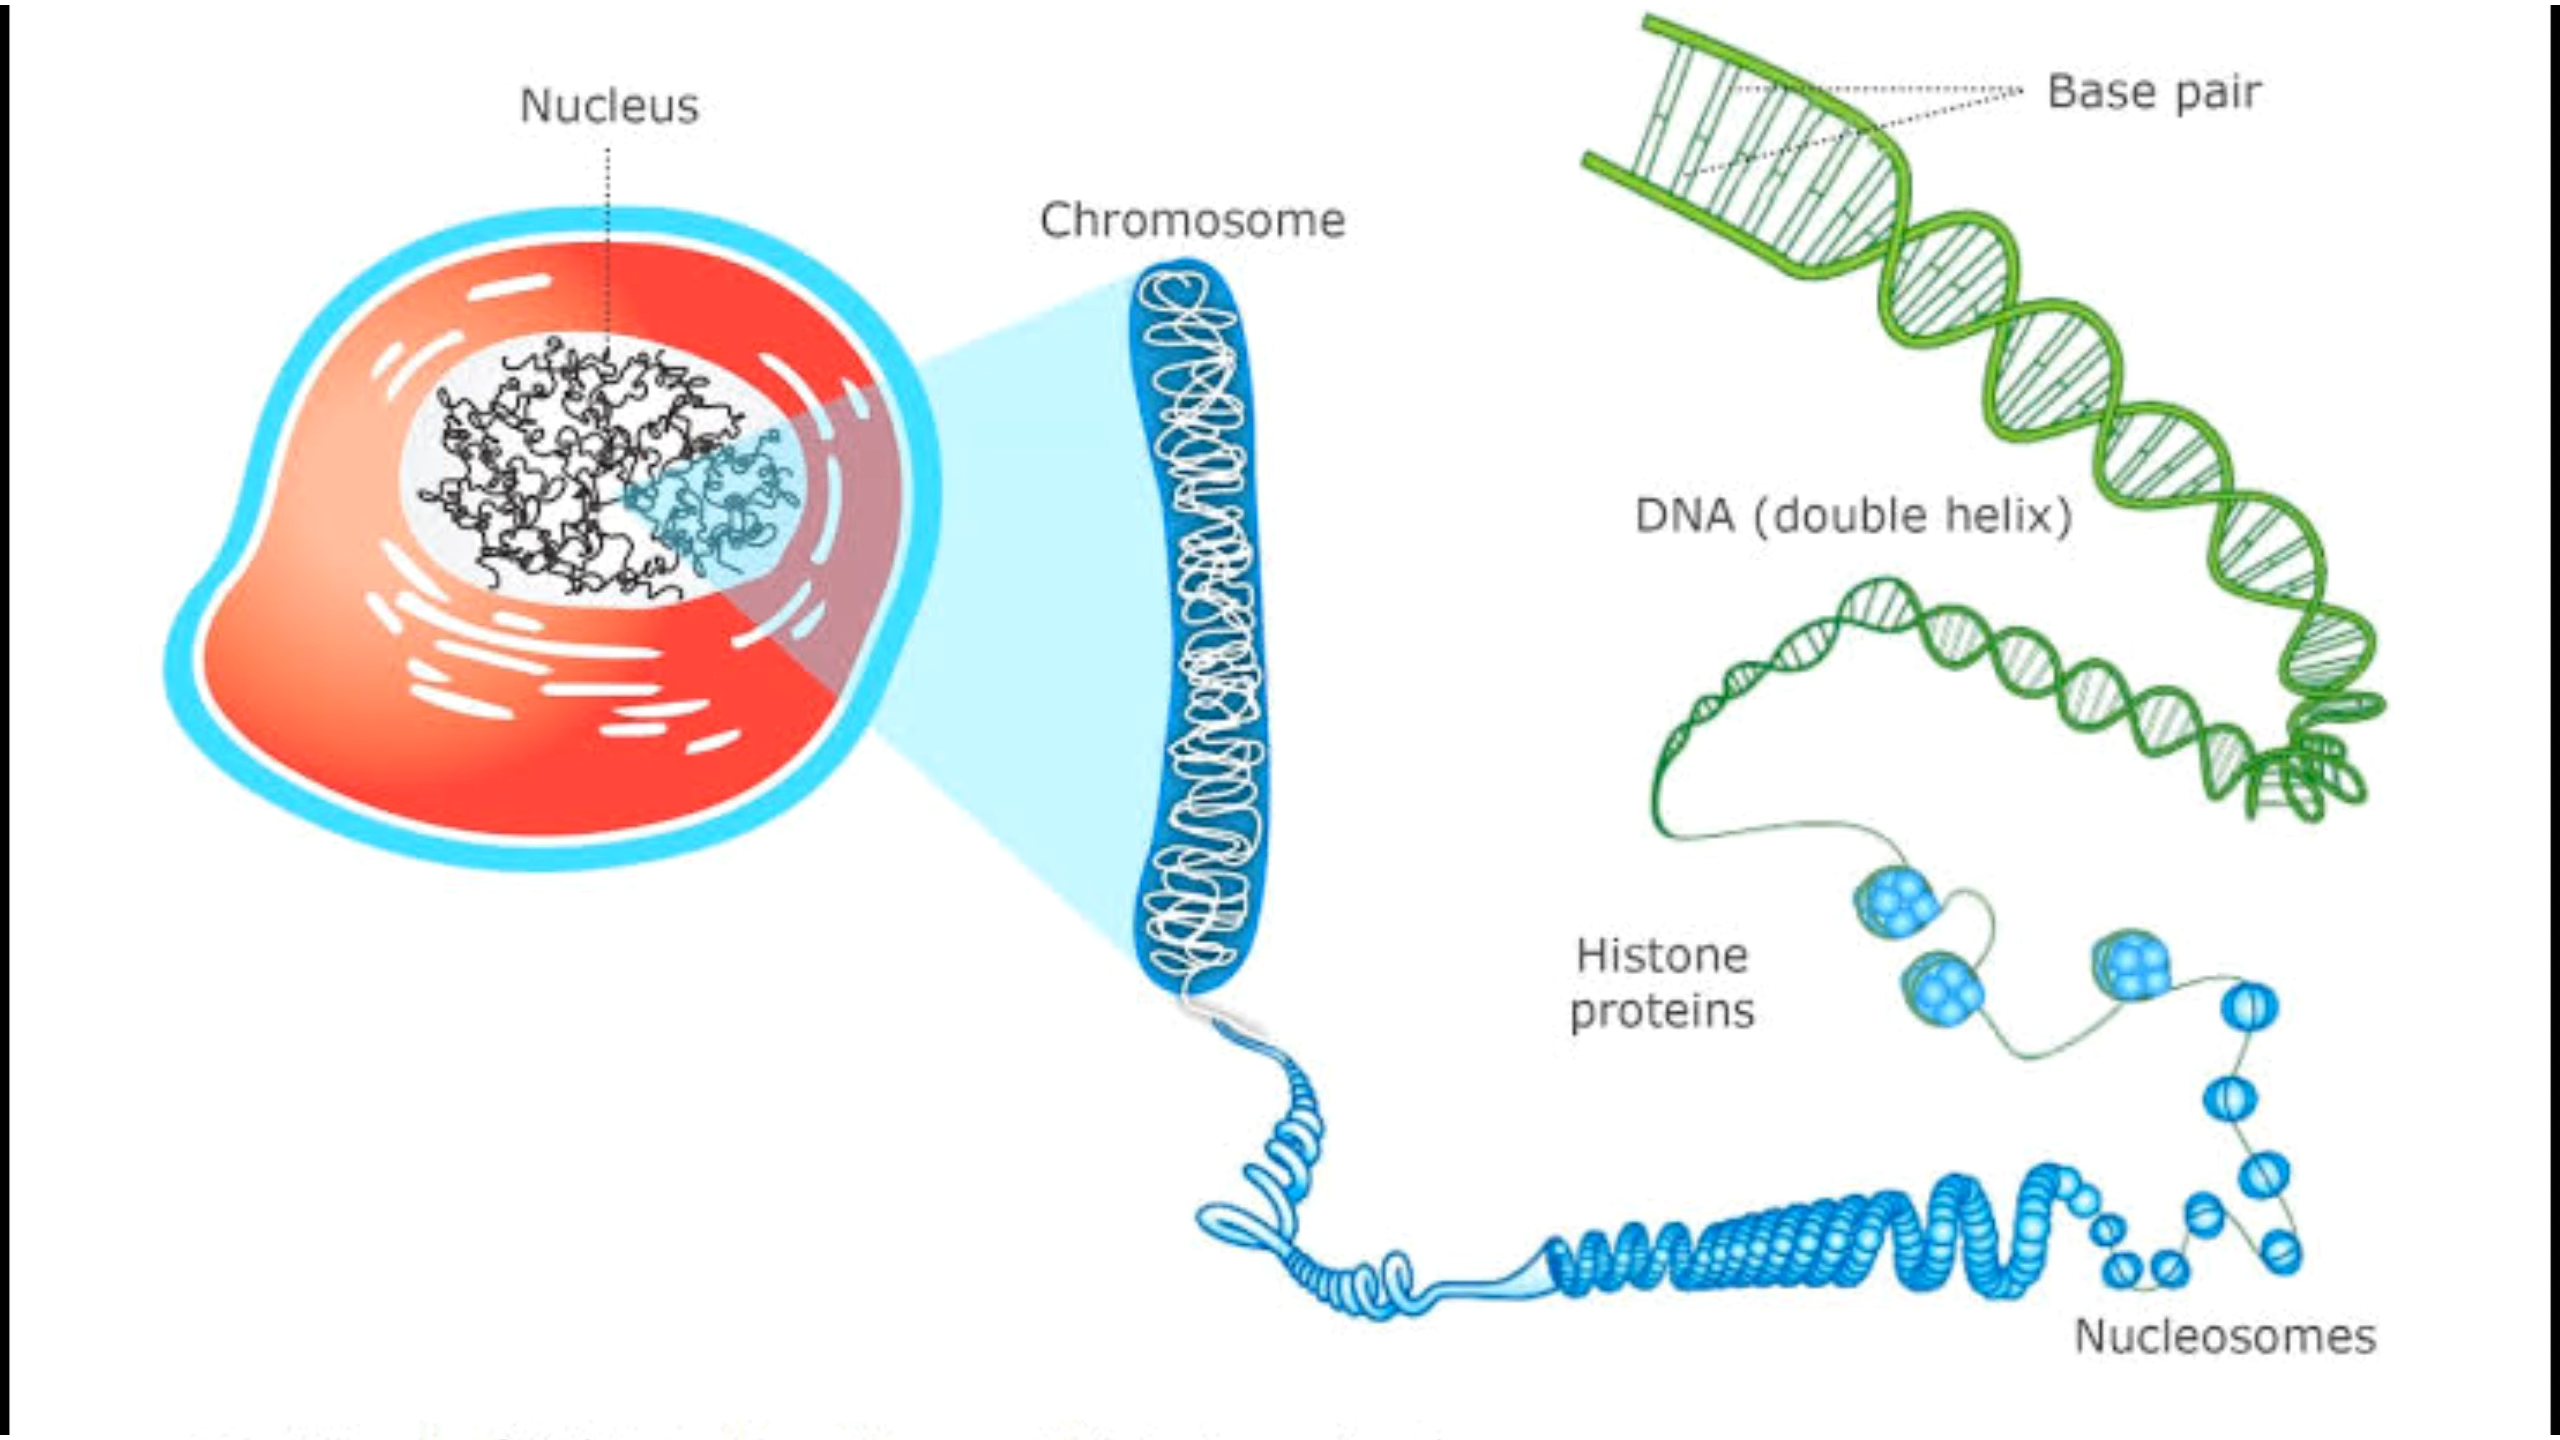 Nucleus
Chromosome
Base pair
DNA (double helix)
Histone
proteins
Nucleosomes